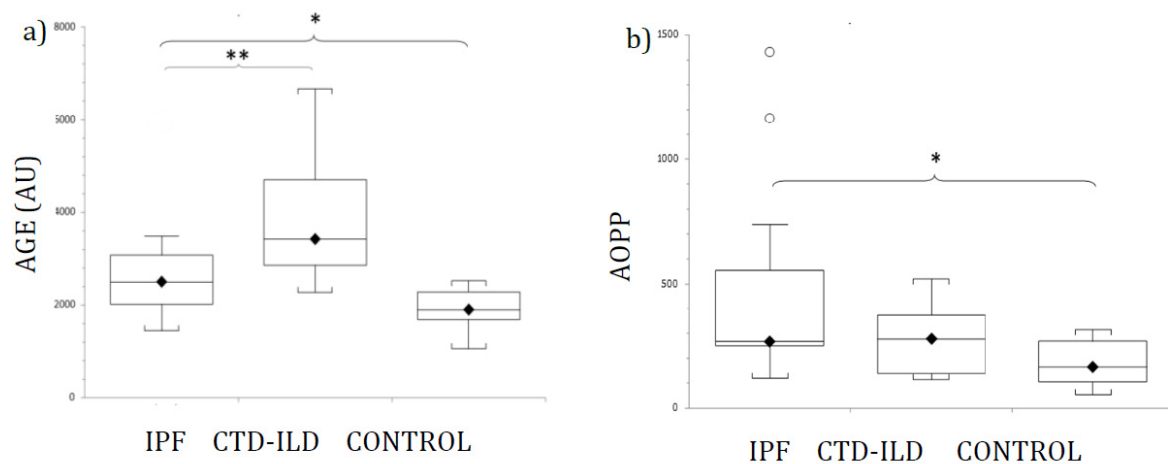 a)
8000
6000
4000
2000
0
AGE (AU)
*
**
IPF CTD-ILD CONTROL
b)
1500
1000
500
0
AOPP
*
IPF CTD-ILD CONTROL